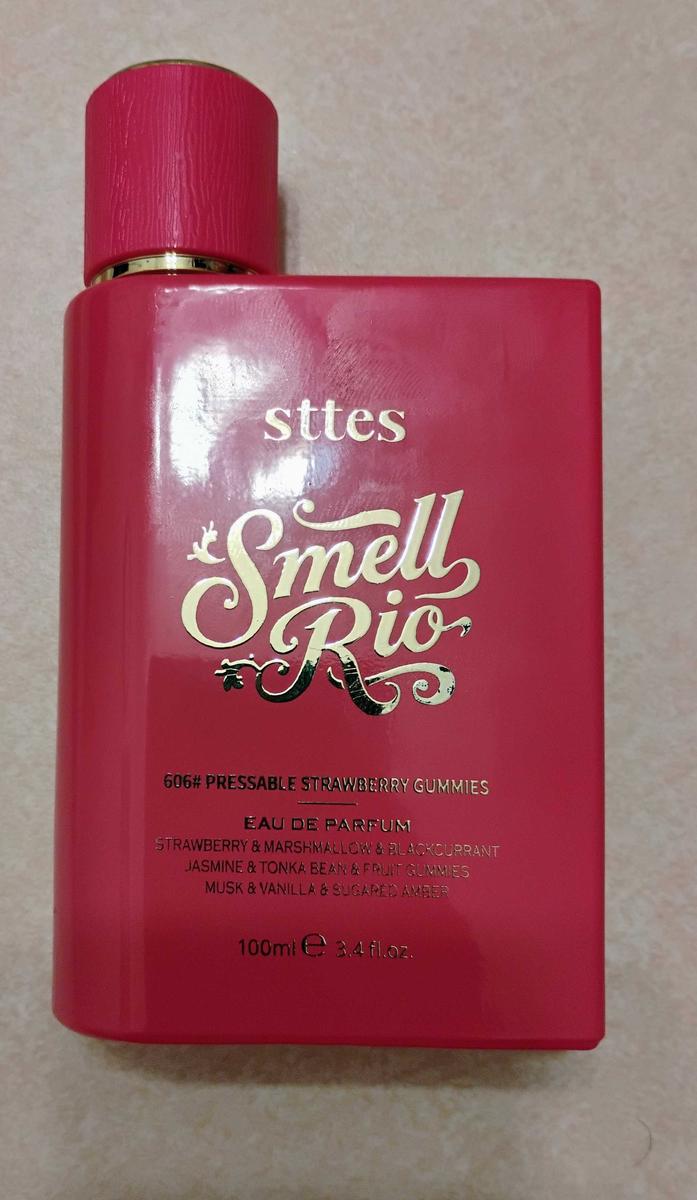 sttes
Smell
Rio
606# PRESSABLE STRAWBERRY GUMMIES
EAU DE PARFUM
STRAWBERRY & MARSHMALLOW & BLACKCURRANT
JASMINE & TONKA BEAN & FRUIT GUMMIES
MUSK & VANILLA & SUGARED AMBER
100ml ℮ 3.4 fl.oz.